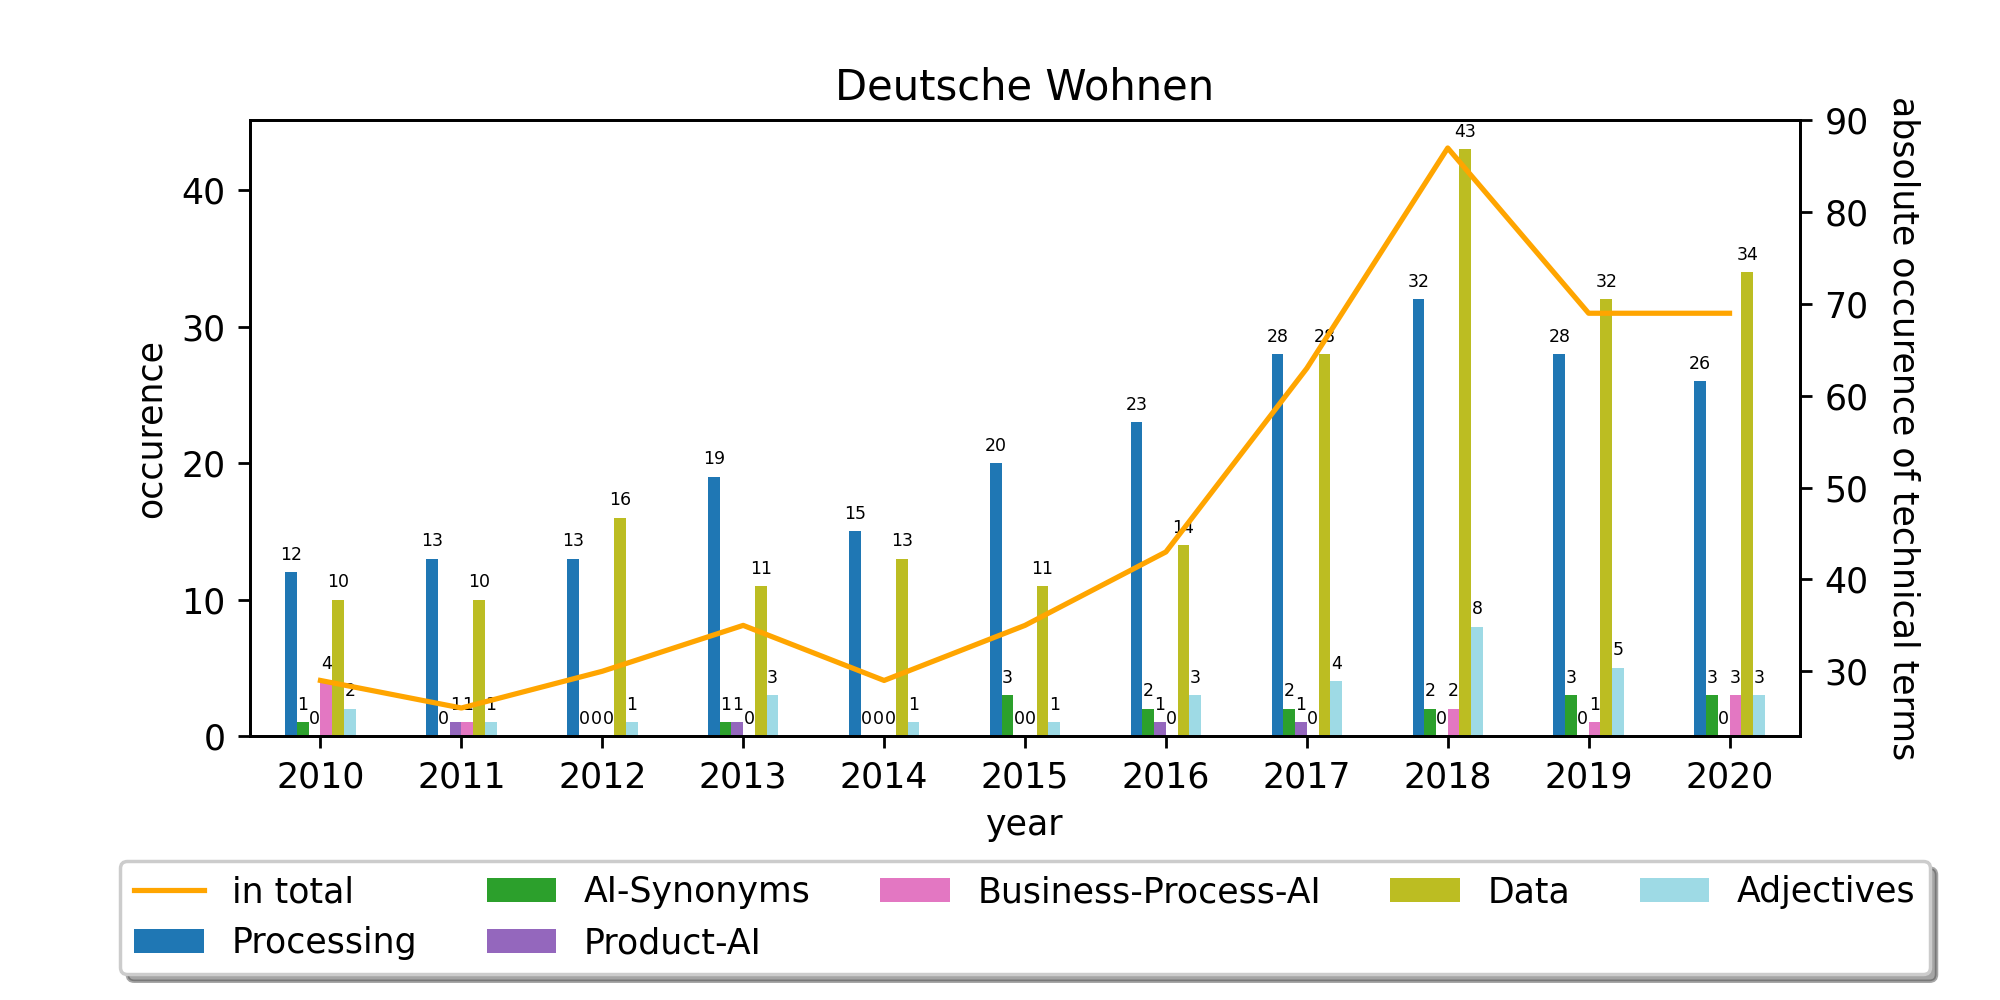 Deutsche Wohnen
occurence
40
30
20
10
0
90
80
70
60
50
40
30
absolute occurence of technical terms
12 1 0 4 10 2
13 0 1 1 10 1
13 0 0 0 16 1
19 1 1 0 11 3
15 0 0 0 13 1
20 3 0 0 11 1
23 2 1 0 14 3
28 2 1 0 28 4
32 2 0 2 43 8
28 3 0 1 32 5
26 3 0 3 34 3
2010 2011 2012 2013 2014 2015 2016 2017 2018 2019 2020
year
in total AI-Synonyms Business-Process-AI Data Adjectives
Processing Product-AI